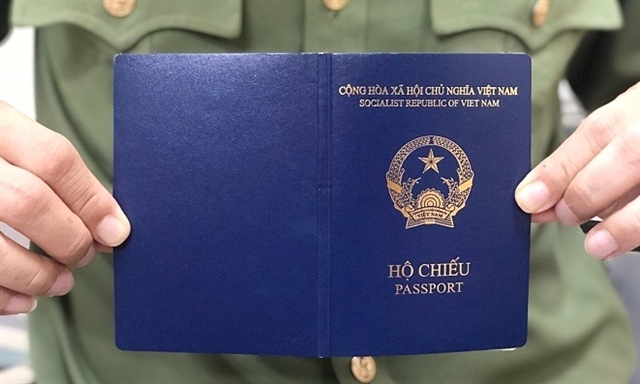 CỘNG HÒA XÃ HỘI CHỦ NGHĨA VIỆT NAM
SOCIALIST REPUBLIC OF VIET NAM
VIỆT NAM
HỘ CHIẾU
PASSPORT